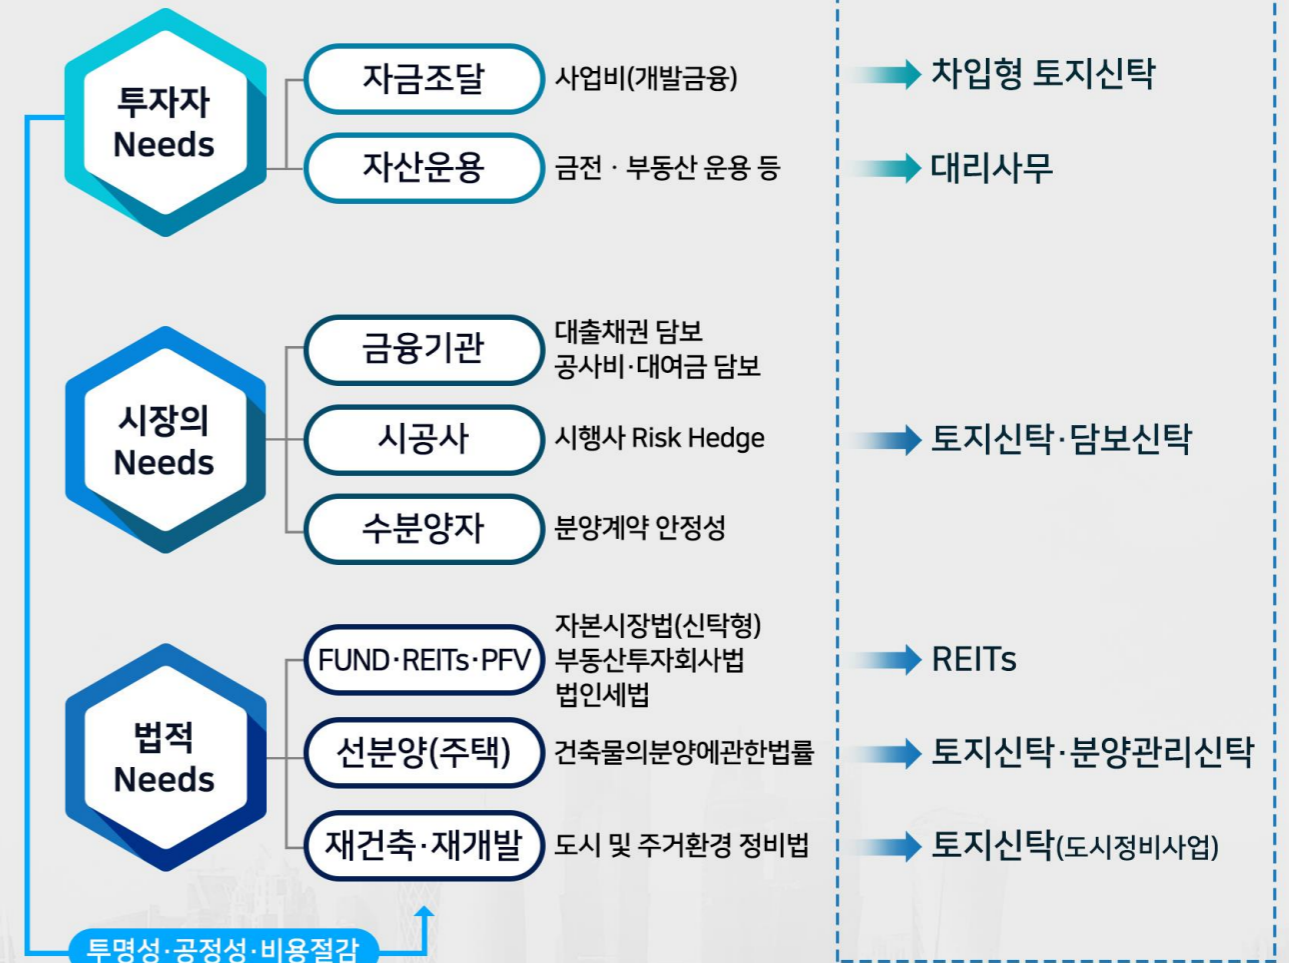 투자자
Needs
자금조달
사업비(개발금융)
차입형 토지신탁
자산운용
금전 · 부동산 운용 등
대리사무
시장의
Needs
금융기관
대출채권 담보
공사비·대여금 담보
시공사
시행사 Risk Hedge
토지신탁·담보신탁
수분양자
분양계약 안정성
법적
Needs
FUND·REITs·PFV
자본시장법(신탁형)
부동산투자회사법
법인세법
REITs
선분양(주택)
건축물의분양에관한법률
토지신탁·분양관리신탁
재건축·재개발
도시 및 주거환경 정비법
토지신탁(도시정비사업)
투명성·공정성·비용절감